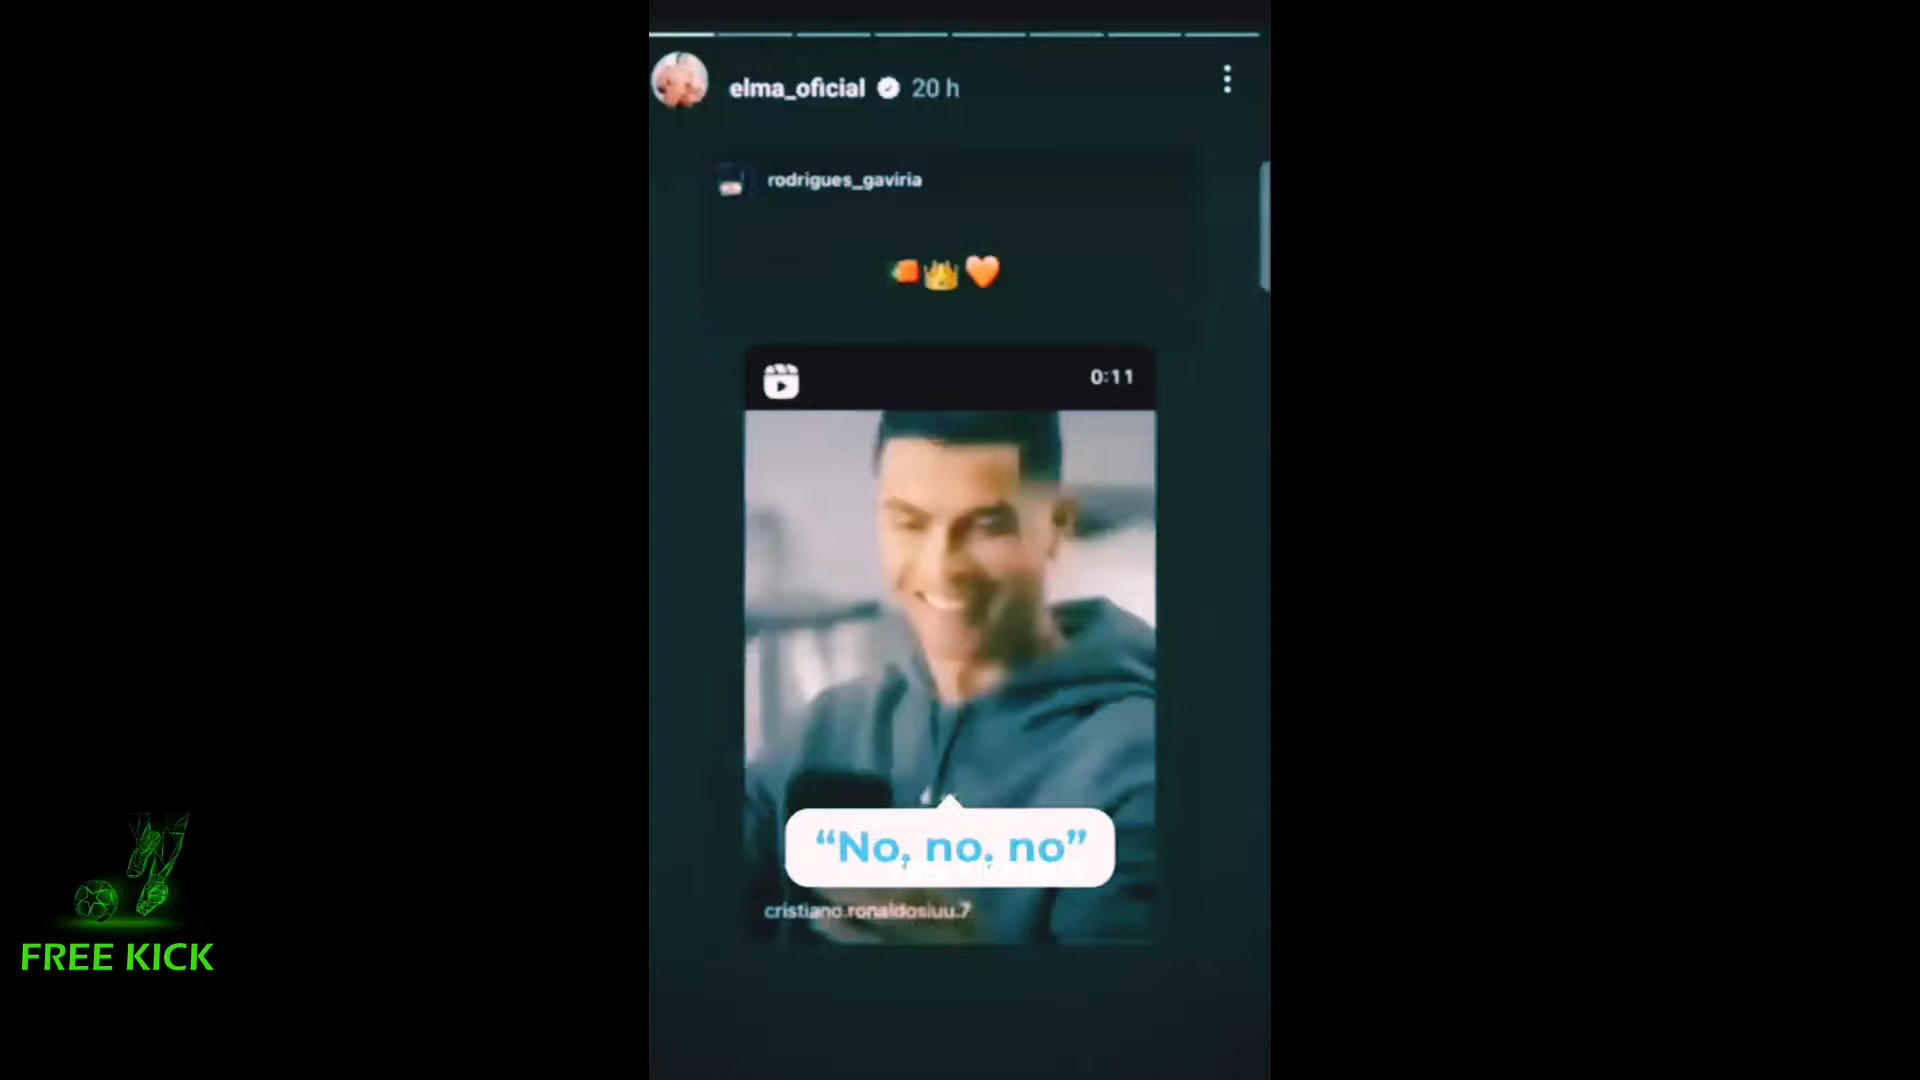 elma_oficial 20 h
rodrigues_gaviria
0:11
“No, no, no”
cristiano.ronaldosiuu.7
FREE KICK